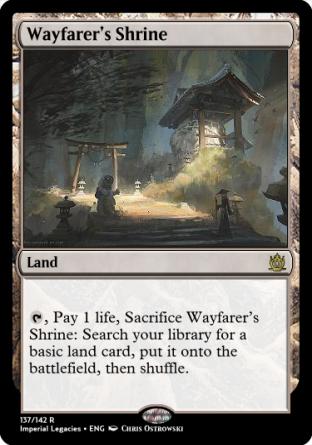 Wayfarer's Shrine
Land
, Pay 1 life, Sacrifice Wayfarer's
Shrine: Search your library for a
basic land card, put it onto the
battlefield, then shuffle.
137/142 R
Imperial Legacies • ENG Chris Ostrowski